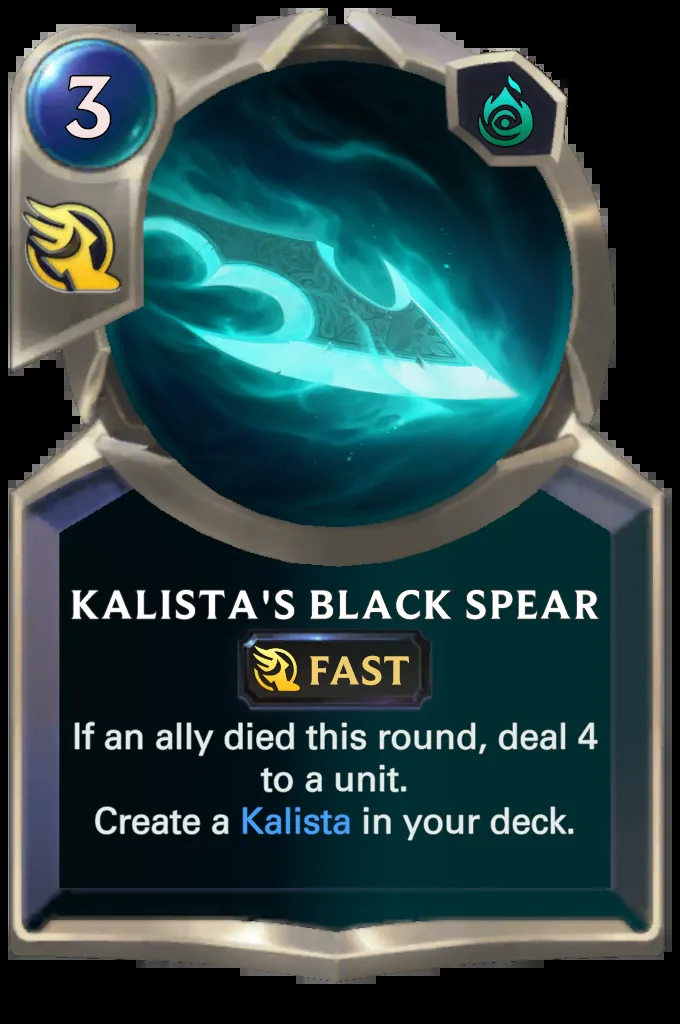 3
KALISTA'S BLACK SPEAR
FAST
If an ally died this round, deal 4
to a unit.
Create a Kalista in your deck.